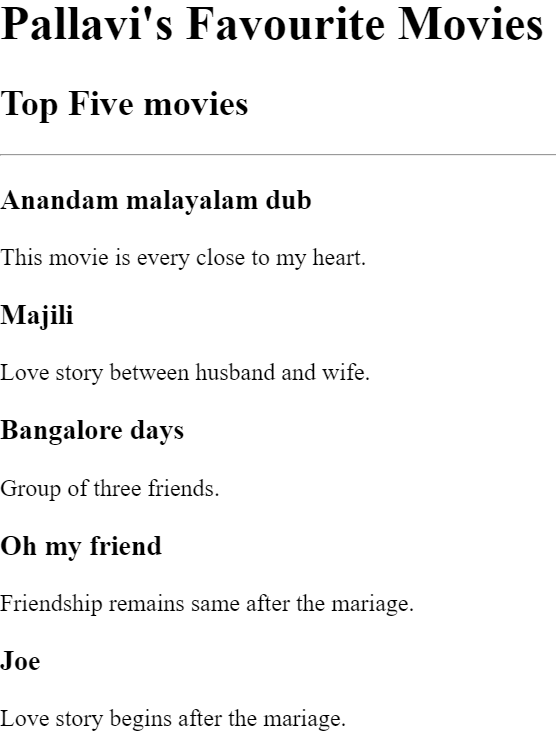 Pallavi's Favourite Movies
Top Five movies
Anandam malayalam dub
This movie is every close to my heart.
Majili
Love story between husband and wife.
Bangalore days
Group of three friends.
Oh my friend
Friendship remains same after the mariage.
Joe
Love story begins after the mariage.